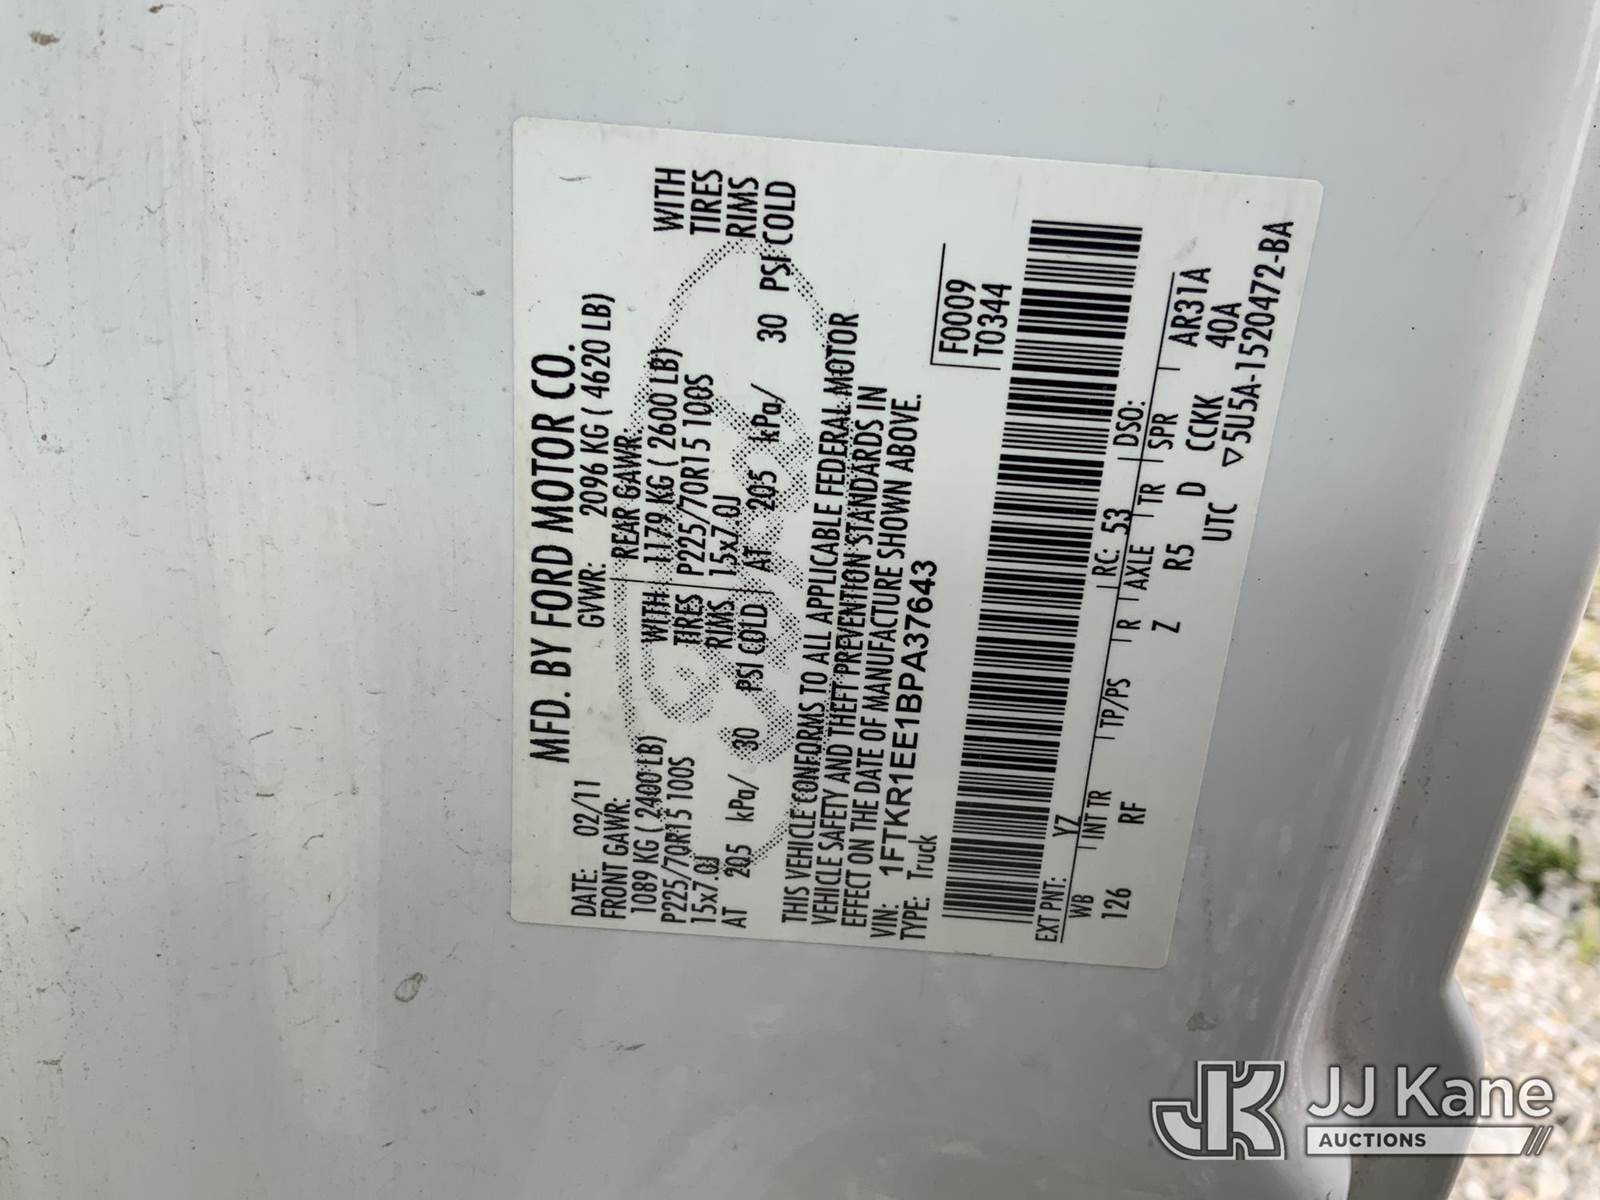 MFD. BY FORD MOTOR CO.
DATE: 02/11 GVWR: 2096 KG ( 4620 LB)
FRONT GAWR: REAR GAWR:
1089 KG ( 2400 LB) WITH 1179 KG ( 2600 LB) WITH
P225/70R15 100S TIRES P225/70R15 100S TIRES
15x7.0J RIMS 15x7.0J RIMS
AT 205 kPa/ 30 PSI COLD AT 205 kPa/ 30 PSI COLD
THIS VEHICLE CONFORMS TO ALL APPLICABLE FEDERAL MOTOR
VEHICLE SAFETY AND THEFT PREVENTION STANDARDS IN
EFFECT ON THE DATE OF MANUFACTURE SHOWN ABOVE.
VIN: 1FTKR1EE1BPA37643
TYPE: Truck
F0009
T0344
EXT PNT: YZ RC: 53 DSO:
WB INT TR TP/PS R AXLE TR SPR AR31A
126 RF Z R5 D CCKK 40A
UTC ▽5U5A-1520472-BA
Ford
JK
JJ Kane
AUCTIONS